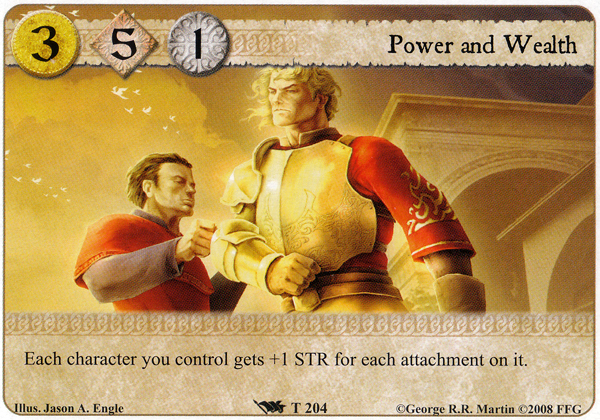 3 5 1 Power and Wealth
Each character you control gets +1 STR for each attachment on it.
Illus. Jason A. Engle T 204 ©George R.R. Martin ©2008 FFG